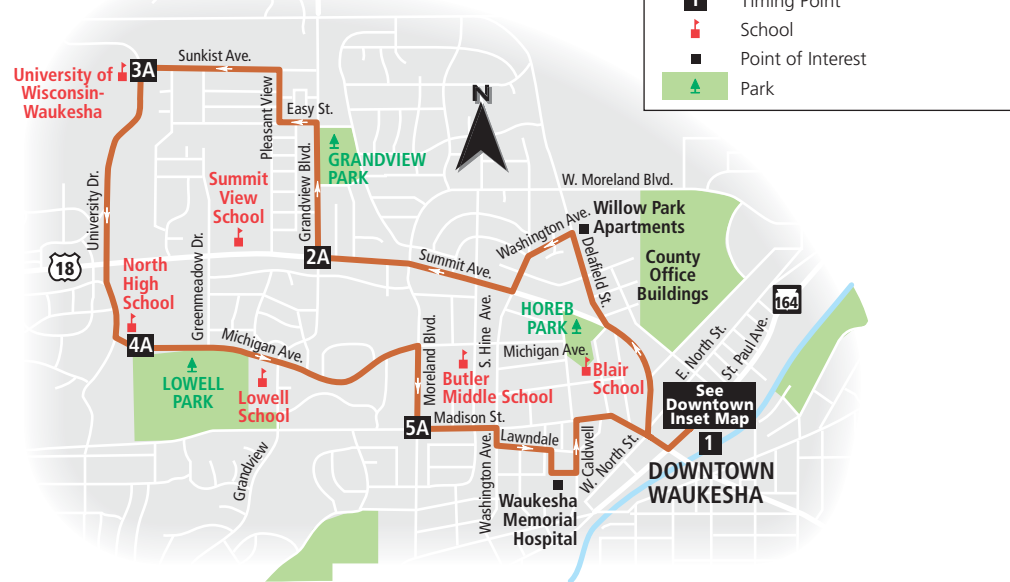 1 Timing Point
School
Point of Interest
Park
Sunkist Ave.
University of
Wisconsin-
Waukesha
3A
Pleasant View
Easy St.
N
GRANDVIEW
PARK
Grandview Blvd.
Summit
View
School
University Dr.
W. Moreland Blvd.
Willow Park
Apartments
Washington Ave.
Delafield St.
County
Office
Buildings
18
2A
Summit Ave.
North
High
School
Greenmeadow Dr.
164
HOREB
PARK
S. Hine Ave.
Moreland Blvd.
Michigan Ave.
4A
Michigan Ave.
E. North St.
St. Paul Ave.
Blair
School
LOWELL
PARK
Lowell
School
Butler
Middle School
See
Downtown
Inset Map
1
5A
Madison St.
Lawndale
Caldwell
W. North St.
DOWNTOWN
WAUKESHA
Grandview
Washington Ave.
Waukesha
Memorial
Hospital